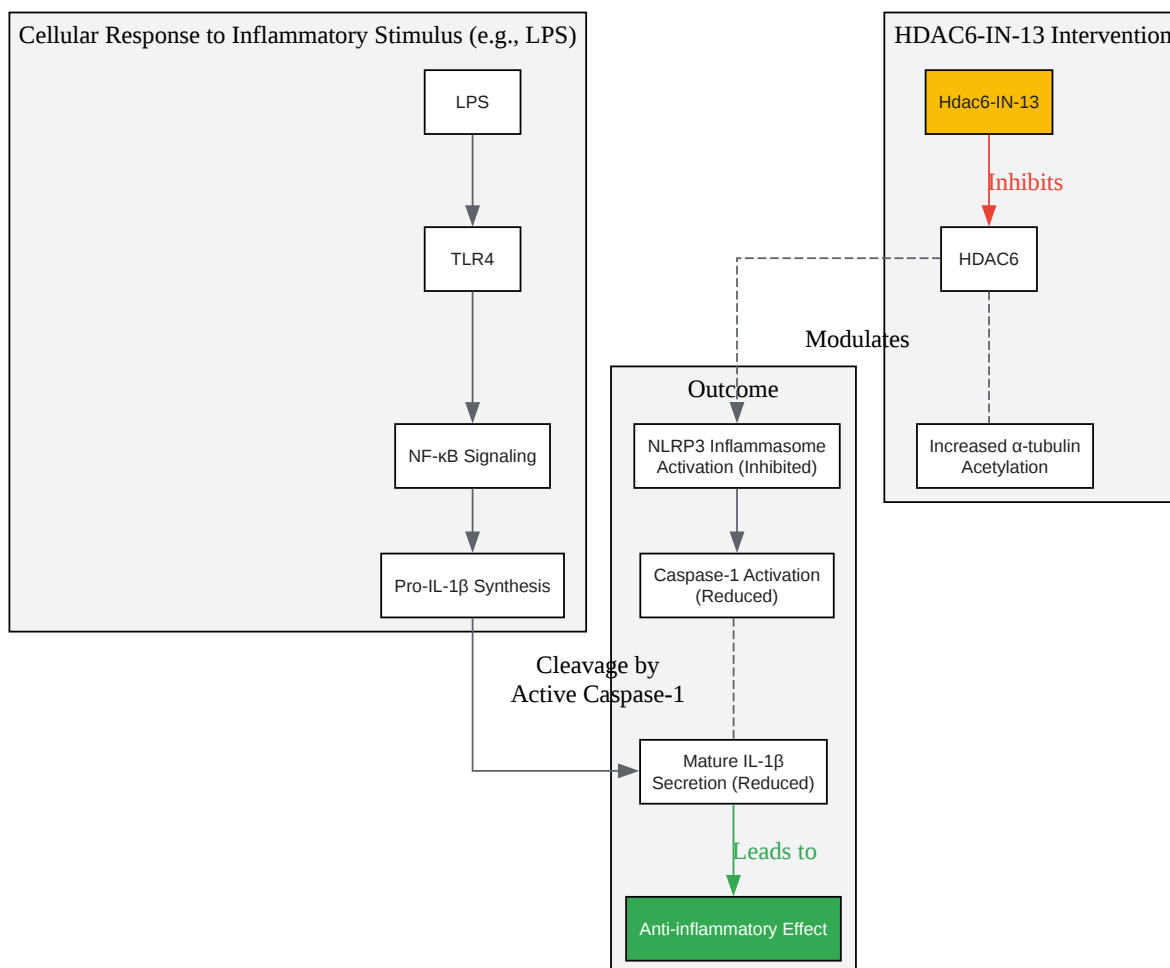 Cellular Response to Inflammatory Stimulus (e.g., LPS)
LPS
TLR4
NF-κB Signaling
Pro-IL-1β Synthesis
HDAC6-IN-13 Intervention
Hdac6-IN-13
Inhibits
HDAC6
Modulates
Increased α-tubulin
Acetylation
Outcome
NLRP3 Inflammasome
Activation (Inhibited)
Caspase-1 Activation
(Reduced)
Cleavage by
Active Caspase-1
Mature IL-1β
Secretion (Reduced)
Leads to
Anti-inflammatory Effect